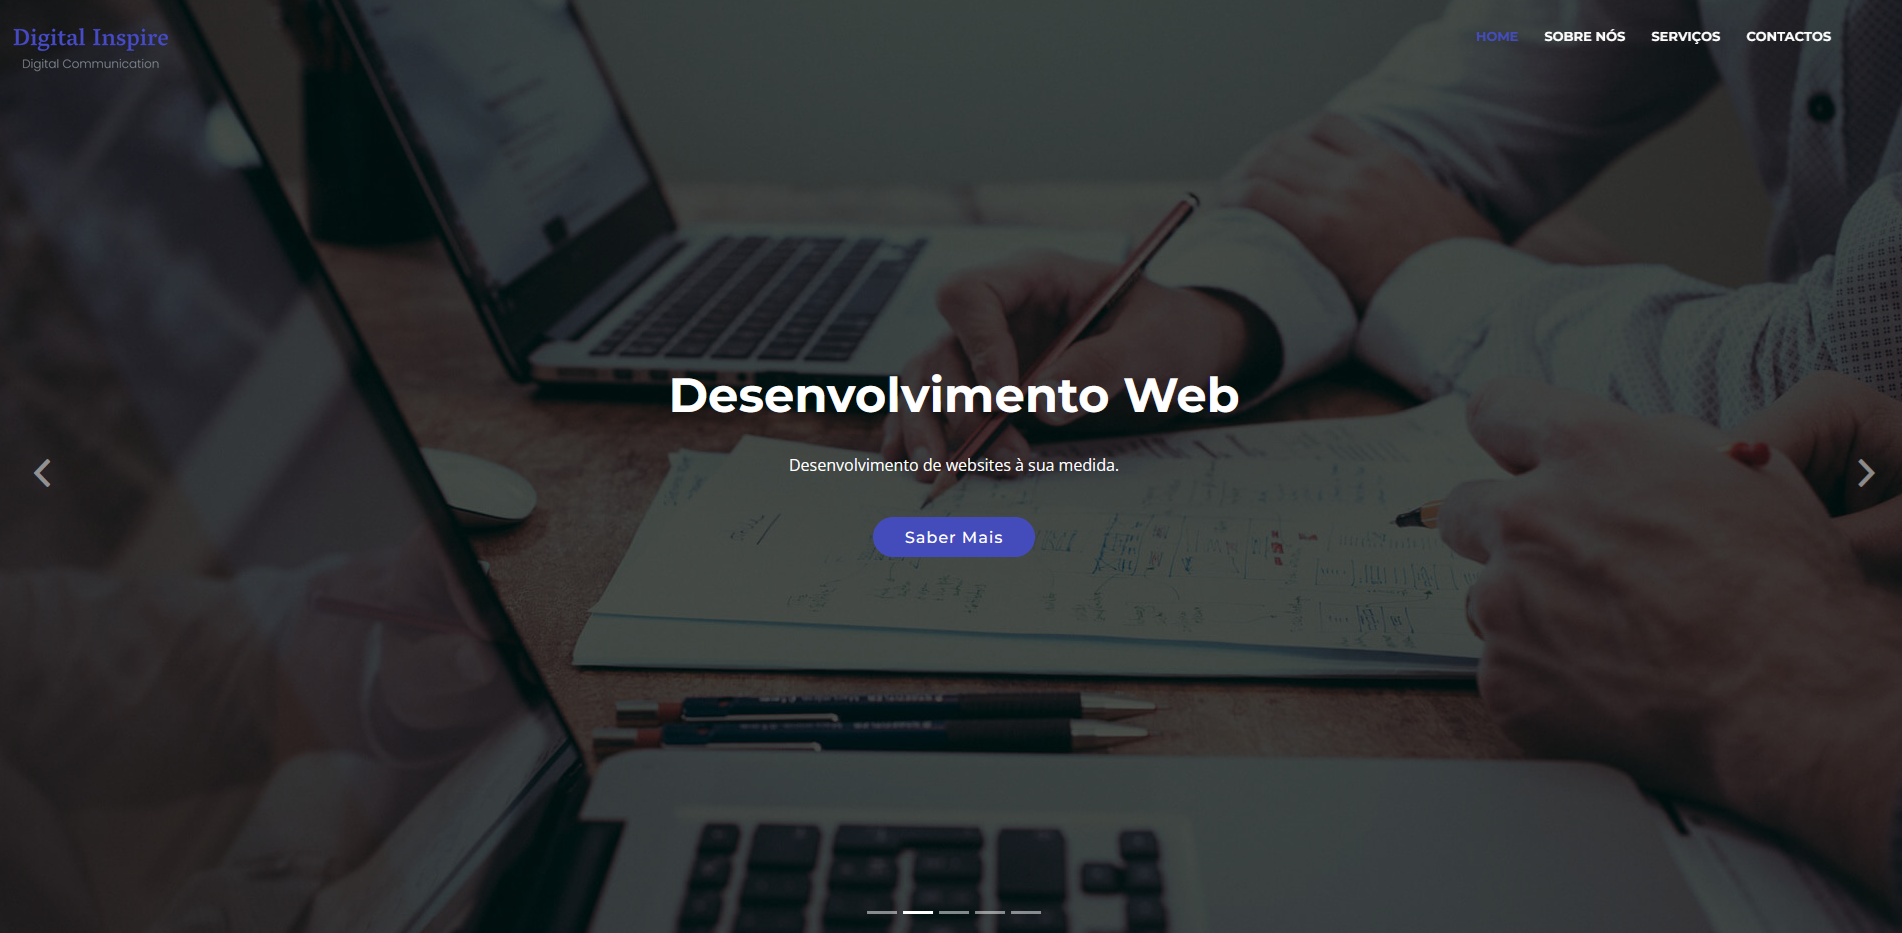 Digital Inspire
Digital Communication
HOME SOBRE NÓS SERVIÇOS CONTACTOS
Desenvolvimento Web
Desenvolvimento de websites à sua medida.
Saber Mais